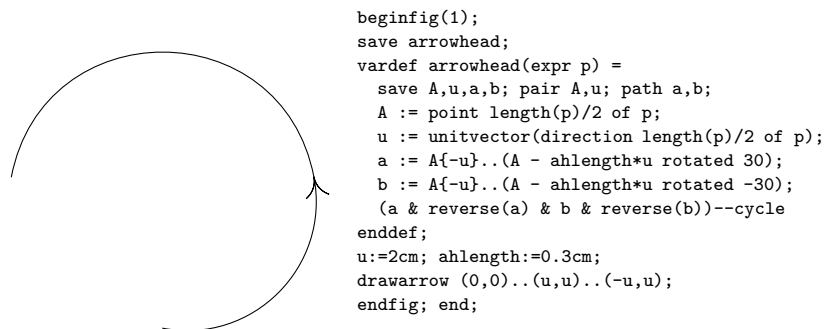 beginfig(1);
save arrowhead;
vardef arrowhead(expr p) =
  save A,u,a,b; pair A,u; path a,b;
  A := point length(p)/2 of p;
  u := unitvector(direction length(p)/2 of p);
  a := A{-u}..(A - ahlength*u rotated 30);
  b := A{-u}..(A - ahlength*u rotated -30);
  (a & reverse(a) & b & reverse(b))--cycle
enddef;
u:=2cm; ahlength:=0.3cm;
drawarrow (0,0)..(u,u)..(-u,u);
endfig; end;